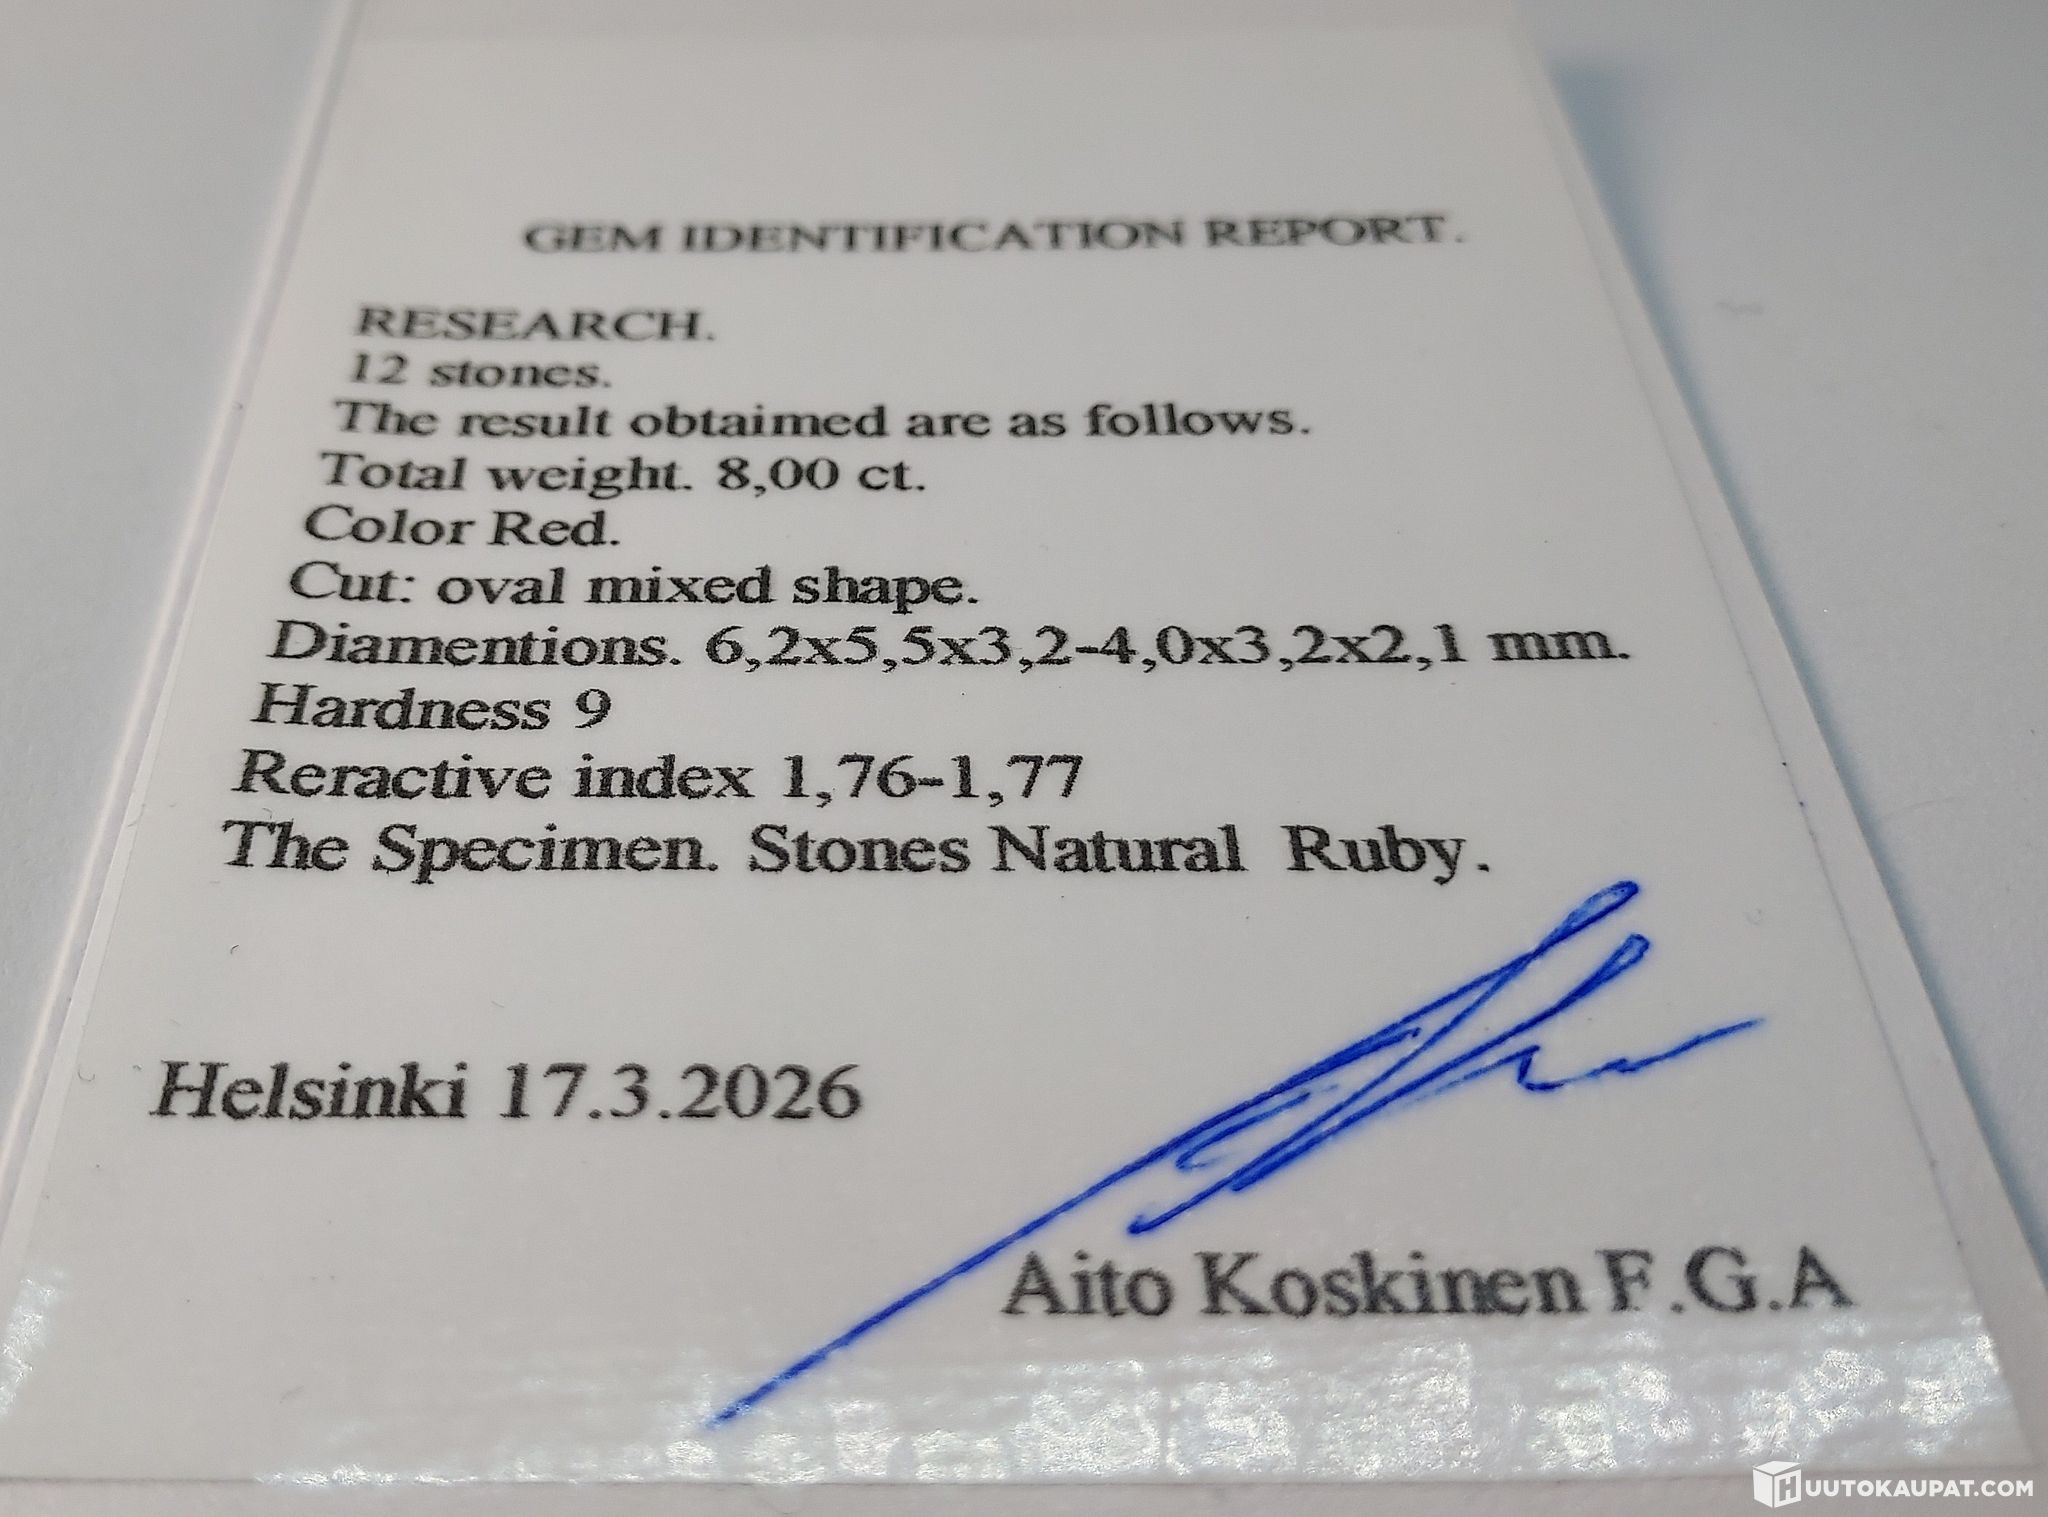 GEM IDENTIFICATION REPORT.
RESEARCH.
12 stones.
The result obtaimed are as follows.
Total weight. 8,00 ct.
Color Red.
Cut: oval mixed shape.
Diamentions. 6,2x5,5x3,2-4,0x3,2x2,1 mm.
Hardness 9
Reractive index 1,76-1,77
The Specimen. Stones Natural Ruby.
Helsinki 17.3.2026
Aito Koskinen F.G.A
HUUTOKAUPAT.COM